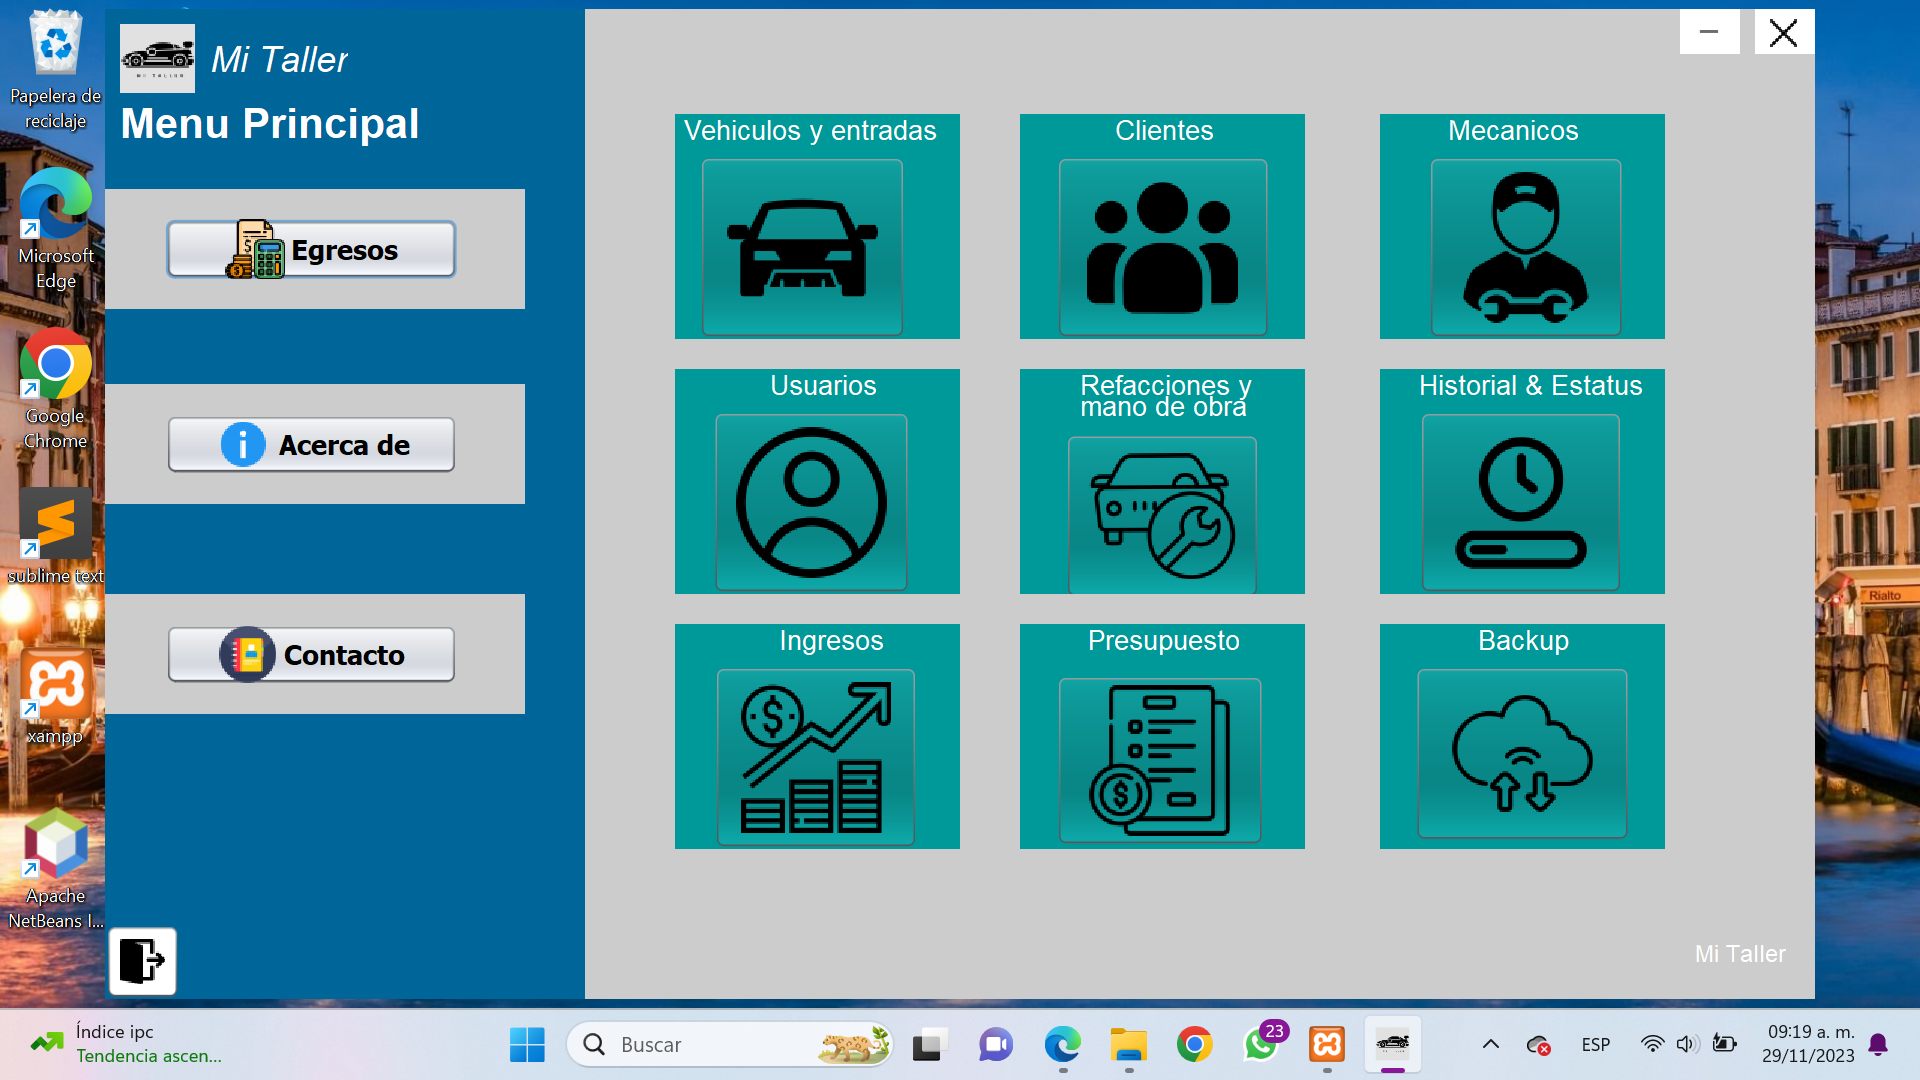 Papelera de
reciclaje
Microsoft
Edge
Google
Chrome
sublime text
xampp
Apache
NetBeans I...
MI TALLER
Mi Taller
Menu Principal
Egresos
Acerca de
Contacto
Vehiculos y entradas
Clientes
Mecanicos
Usuarios
Refacciones y
mano de obra
Historial & Estatus
Ingresos
Presupuesto
Backup
Mi Taller
Rialto
Índice ipc
Tendencia ascen...
Buscar
23
ESP
09:19 a. m.
29/11/2023